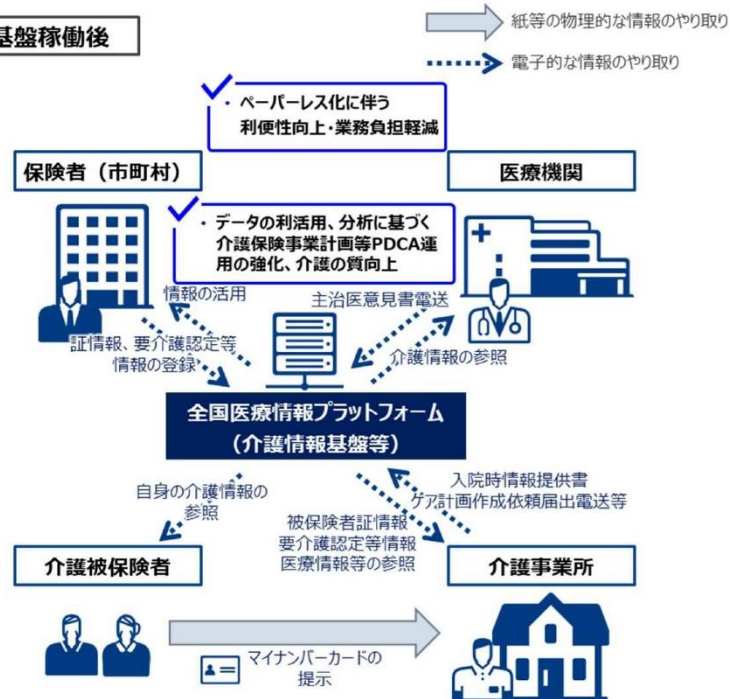 基盤稼働後
紙等の物理的な情報のやり取り
電子的な情報のやり取り
・ ペーパーレス化に伴う
利便性向上・業務負担軽減
保険者（市町村）
医療機関
・ データの利活用、分析に基づく
介護保険事業計画等PDCA運
用の強化、介護の質向上
情報の活用
主治医意見書電送
証情報、要介護認定等
情報の登録
介護情報の参照
全国医療情報プラットフォーム
（介護情報基盤等）
自身の介護情報の
参照
入院時情報提供書
ケア計画作成依頼届出電送等
被保険者証情報
要介護認定等情報
医療情報等の参照
介護被保険者
介護事業所
マイナンバーカードの
提示